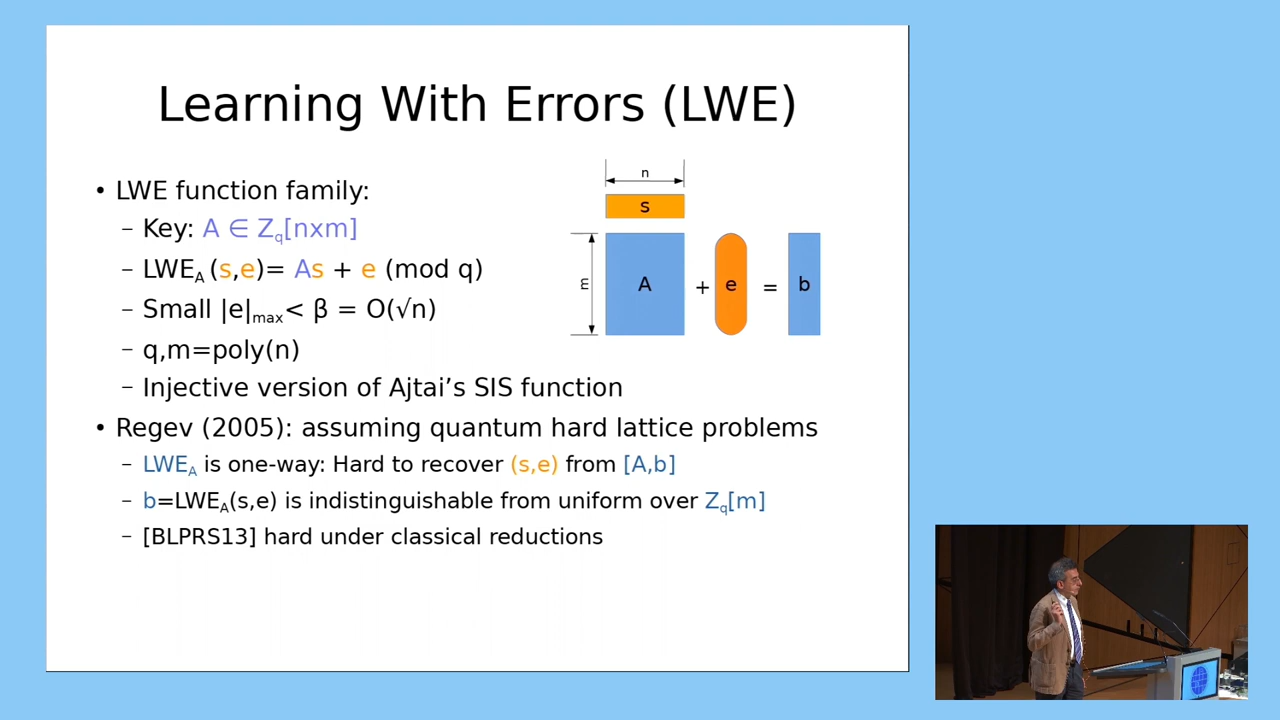 Learning With Errors (LWE)
• LWE function family:
– Key: A ∈ Zq[nxm]
– LWEA (s,e)= As + e (mod q)
– Small |e|max< β = O(√n)
– q,m=poly(n)
– Injective version of Ajtai’s SIS function
• Regev (2005): assuming quantum hard lattice problems
– LWEA is one-way: Hard to recover (s,e) from [A,b]
– b=LWEA(s,e) is indistinguishable from uniform over Zq[m]
– [BLPRS13] hard under classical reductions
n
s
m
A + e = b